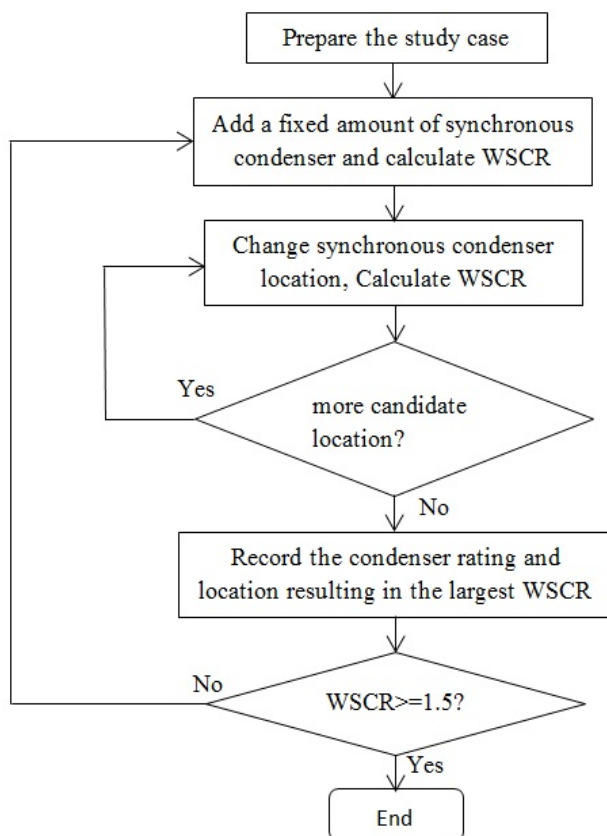 Prepare the study case
Add a fixed amount of synchronous
condenser and calculate WSCR
Change synchronous condenser
location, Calculate WSCR
Yes
more candidate
location?
No
Record the condenser rating and
location resulting in the largest WSCR
No
WSCR>=1.5?
Yes
End